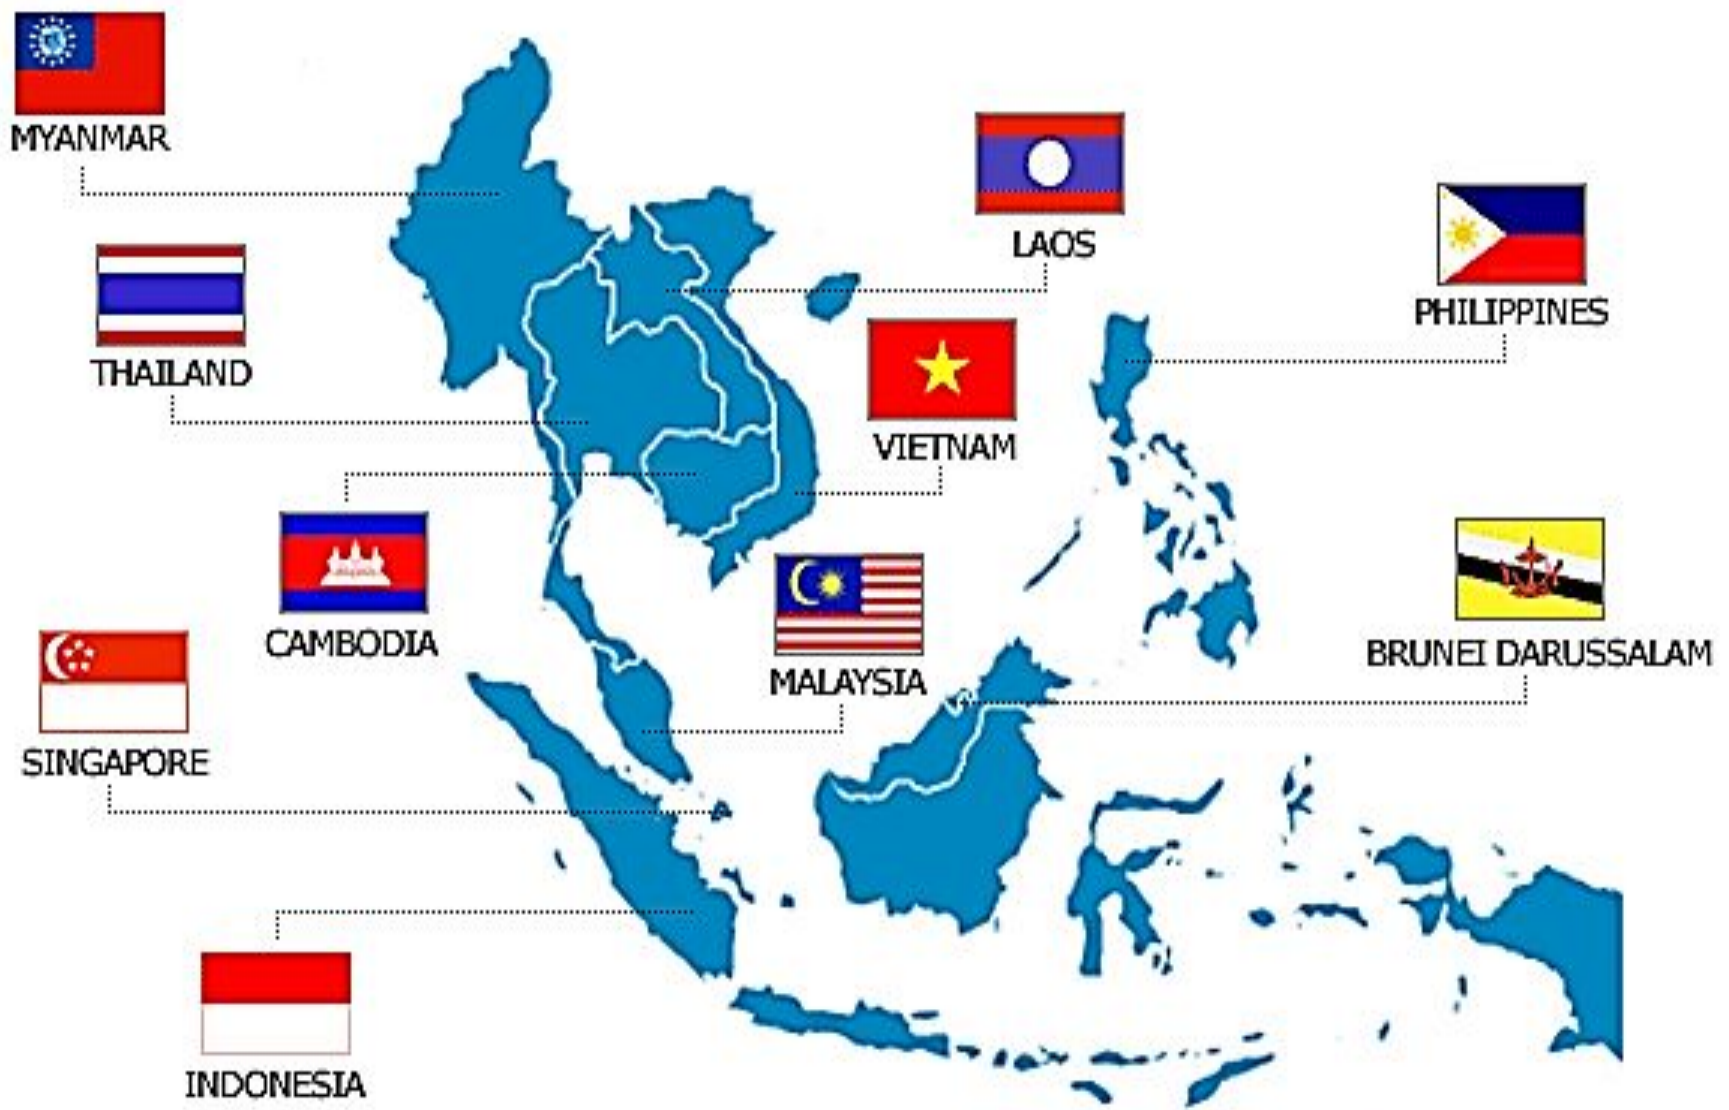 MYANMAR
LAOS
PHILIPPINES
THAILAND
VIETNAM
CAMBODIA
BRUNEI DARUSSALAM
MALAYSIA
SINGAPORE
INDONESIA